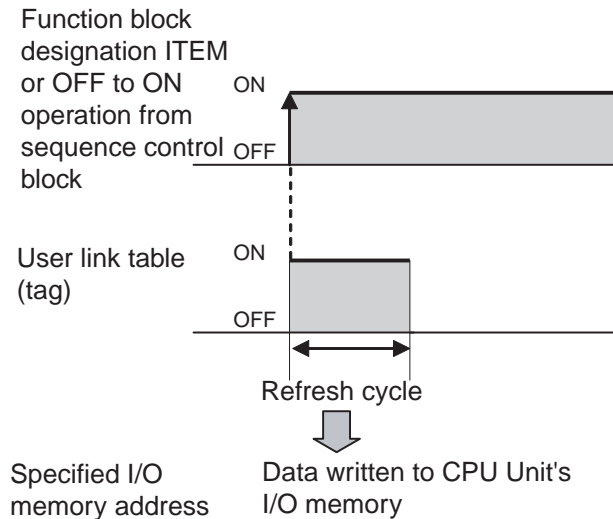 Function block
designation ITEM
or OFF to ON
operation from
sequence control
block
ON
OFF
User link table
(tag)
ON
OFF
Refresh cycle
Specified I/O
memory address
Data written to CPU Unit's
I/O memory